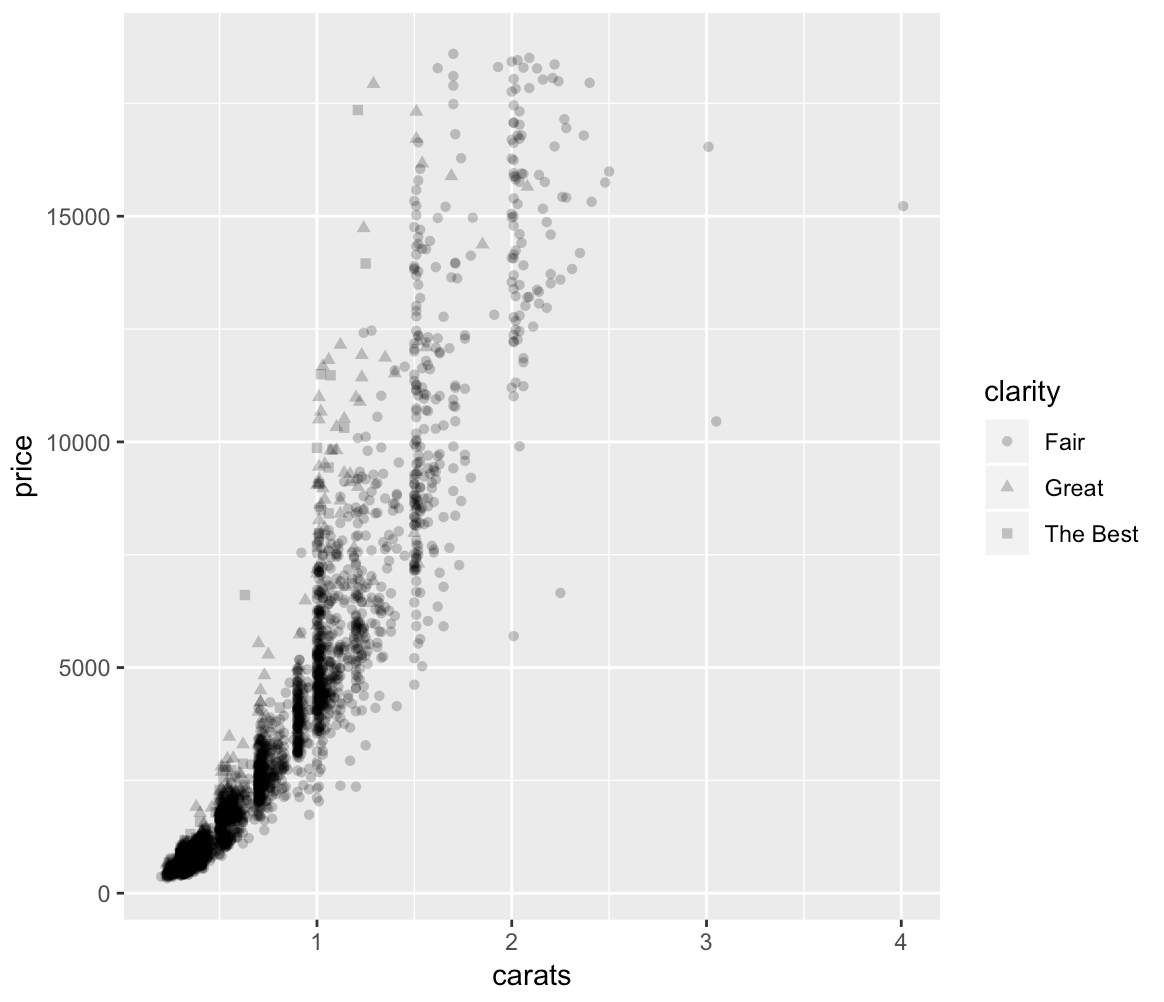 15000
10000
5000
0
price
1 2 3 4
carats
clarity
Fair
Great
The Best